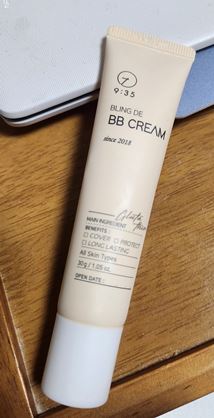 9:35
BLING DE
BB CREAM
since 2018
MAIN INGREDIENT
BENEFITS :
□ COVER □ PROTECT
□ LONG LASTING
All Skin Types
30g / 1.05 oz.
OPEN DATE :